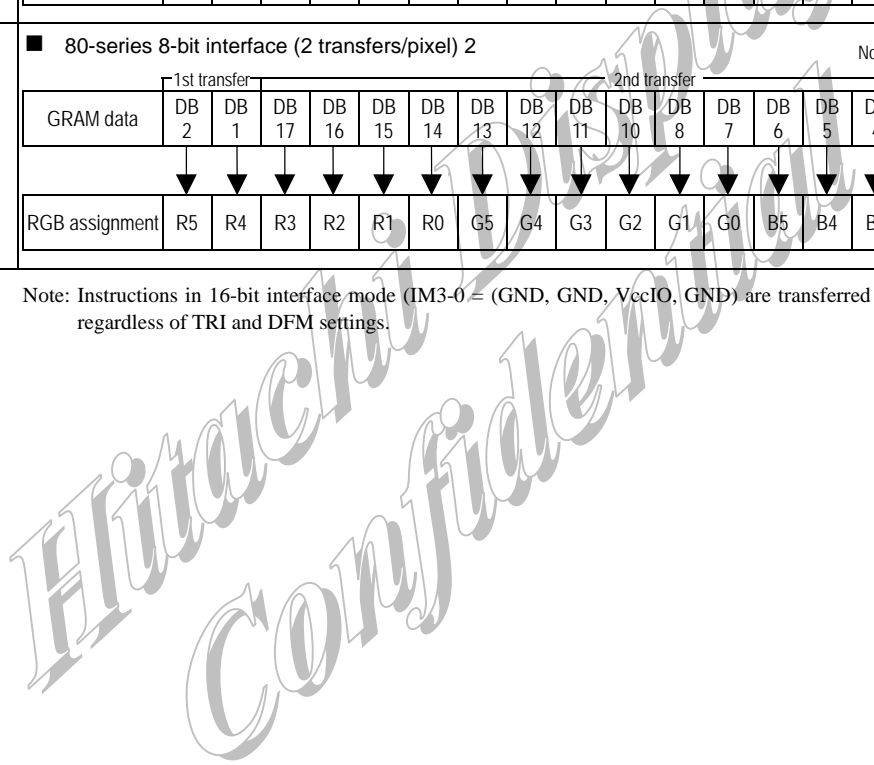 ■ 80-series 8-bit interface (2 transfers/pixel) 2
No
1st transfer 2nd transfer
GRAM data DB 2 DB 1 DB 17 DB 16 DB 15 DB 14 DB 13 DB 12 DB 11 DB 10 DB 8 DB 7 DB 6 DB 5
RGB assignment R5 R4 R3 R2 R1 R0 G5 G4 G3 G2 G1 G0 B5 B4 B
Note: Instructions in 16-bit interface mode (IM3-0 = (GND, GND, VccIO, GND) are transferred
regardless of TRI and DFM settings.
Hitachi Display
Confidential